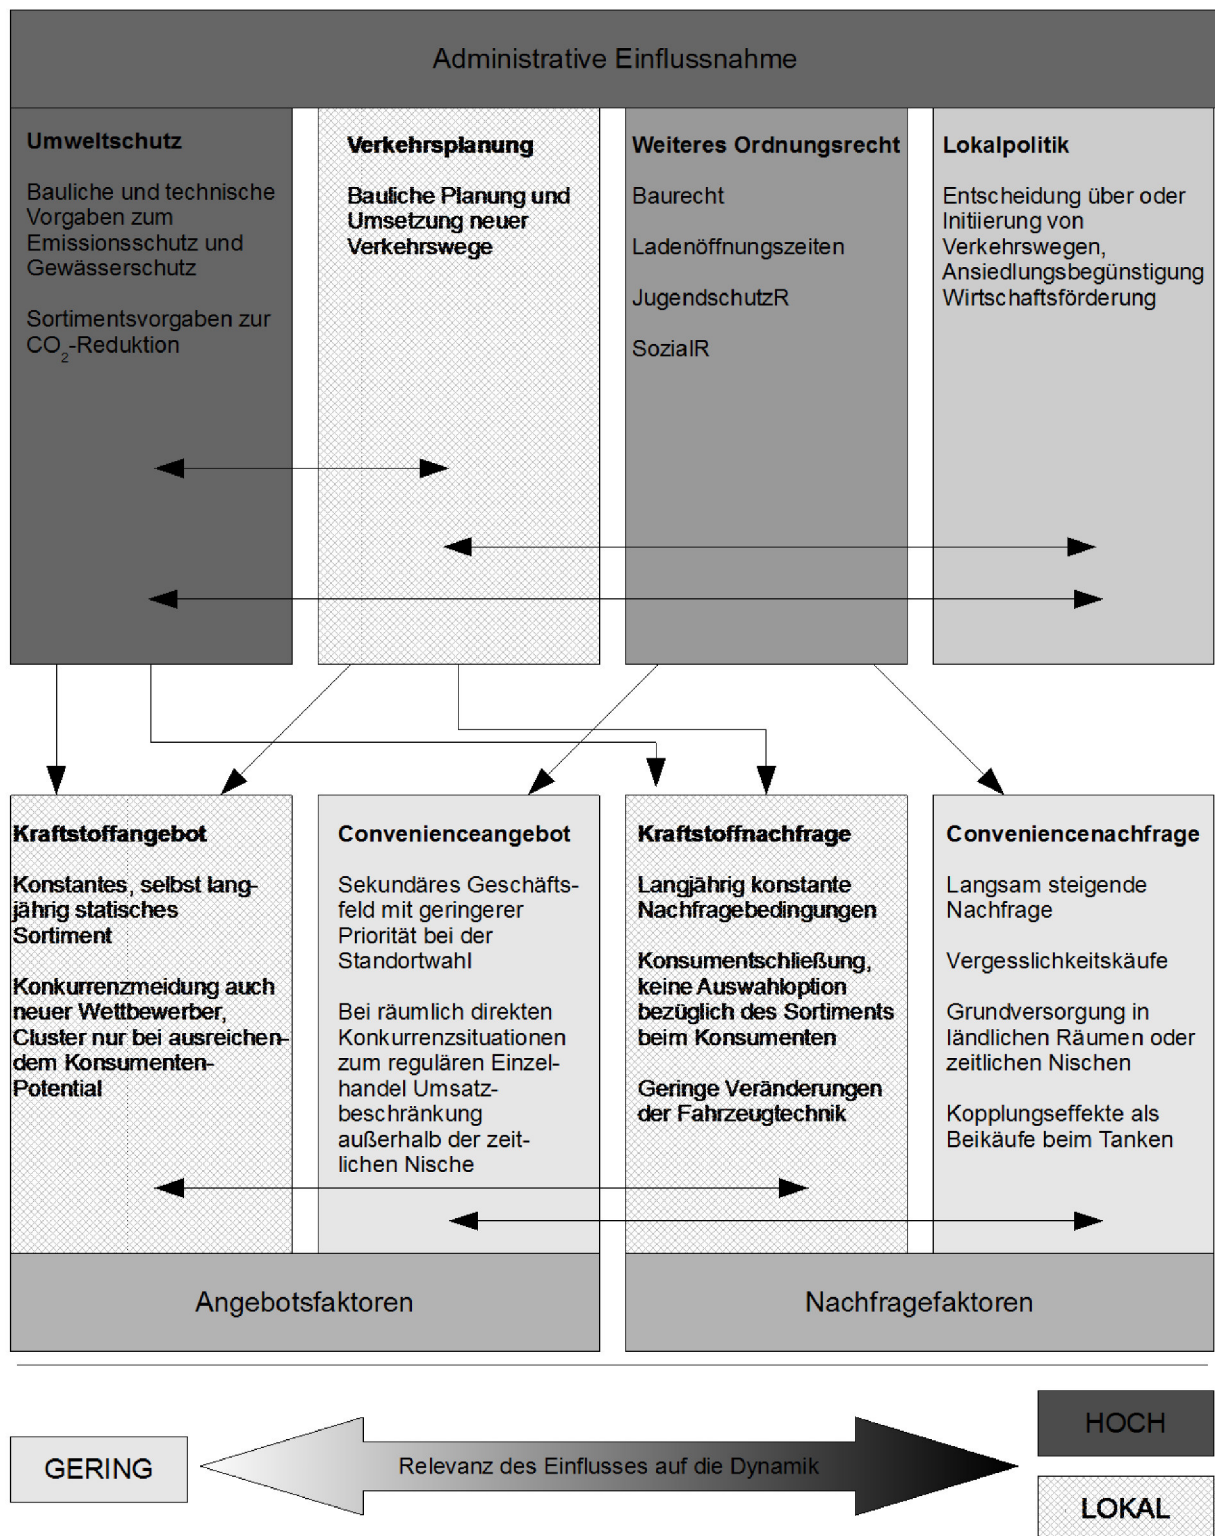 Administrative Einflussnahme
Umweltschutz
Bauliche und technische
Vorgaben zum
Emissionsschutz und
Gewässerschutz
Sortimentsvorgaben zur
CO₂-Reduktion
Verkehrsplanung
Bauliche Planung und
Umsetzung neuer
Verkehrswege
Weiteres Ordnungsrecht
Baurecht
Ladenöffnungszeiten
JugendschutzR
SozialR
Lokalpolitik
Entscheidung über oder
Initiierung von
Verkehrswegen,
Ansiedlungsbegünstigung
Wirtschaftsförderung
Kraftstoffangebot
Konstantes, selbst lang-
jährig statisches
Sortiment
Konkurrenzmeidung auch
neuer Wettbewerber,
Cluster nur bei ausreichen-
dem Konsumenten-
Potential
Convenienceangebot
Sekundäres Geschäfts-
feld mit geringerer
Priorität bei der
Standortwahl
Bei räumlich direkten
Konkurrenzsituationen
zum regulären Einzel-
handel Umsatz-
beschränkung
außerhalb der zeit-
lichen Nische
Kraftstoffnachfrage
Langjährig konstante
Nachfragebedingungen
Konsumentschließung,
keine Auswahloption
bezüglich des Sortiments
beim Konsumenten
Geringe Veränderungen
der Fahrzeugtechnik
Conveniencenachfrage
Langsam steigende
Nachfrage
Vergesslichkeitskäufe
Grundversorgung in
ländlichen Räumen oder
zeitlichen Nischen
Kopplungseffekte als
Beikäufe beim Tanken
Angebotsfaktoren
Nachfragefaktoren
GERING
Relevanz des Einflusses auf die Dynamik
HOCH
LOKAL